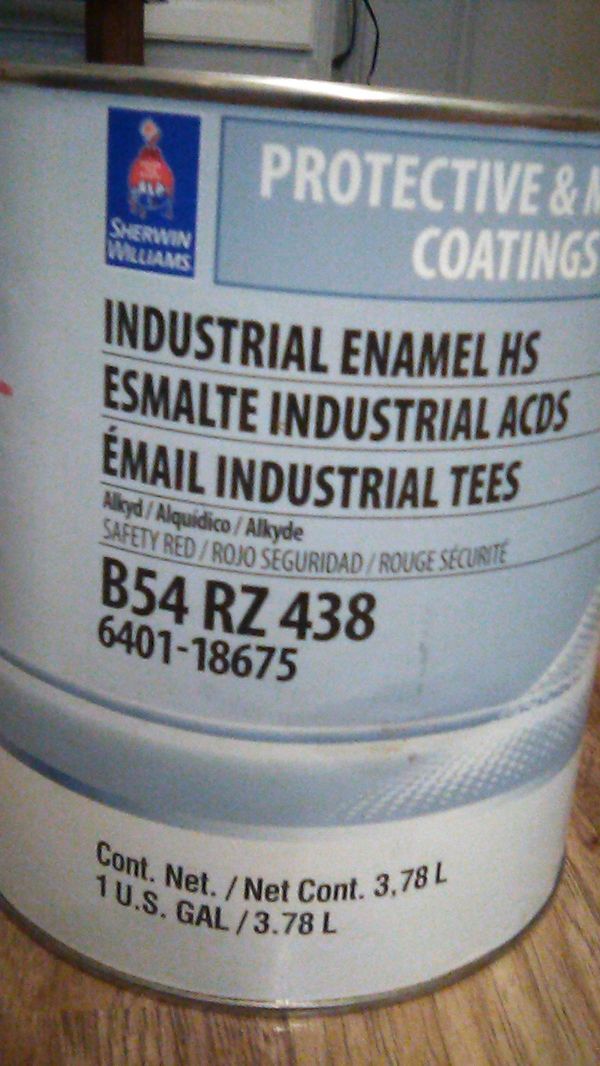 SHERWIN
WILLIAMS.
PROTECTIVE &
COATINGS
INDUSTRIAL ENAMEL HS
ESMALTE INDUSTRIAL ACDS
ÉMAIL INDUSTRIAL TEES
Alkyd / Alquídico / Alkyde
SAFETY RED / ROJO SEGURIDAD / ROUGE SÉCURITÉ
B54 RZ 438
6401-18675
Cont. Net. / Net Cont. 3,78 L
1 U.S. GAL / 3.78 L